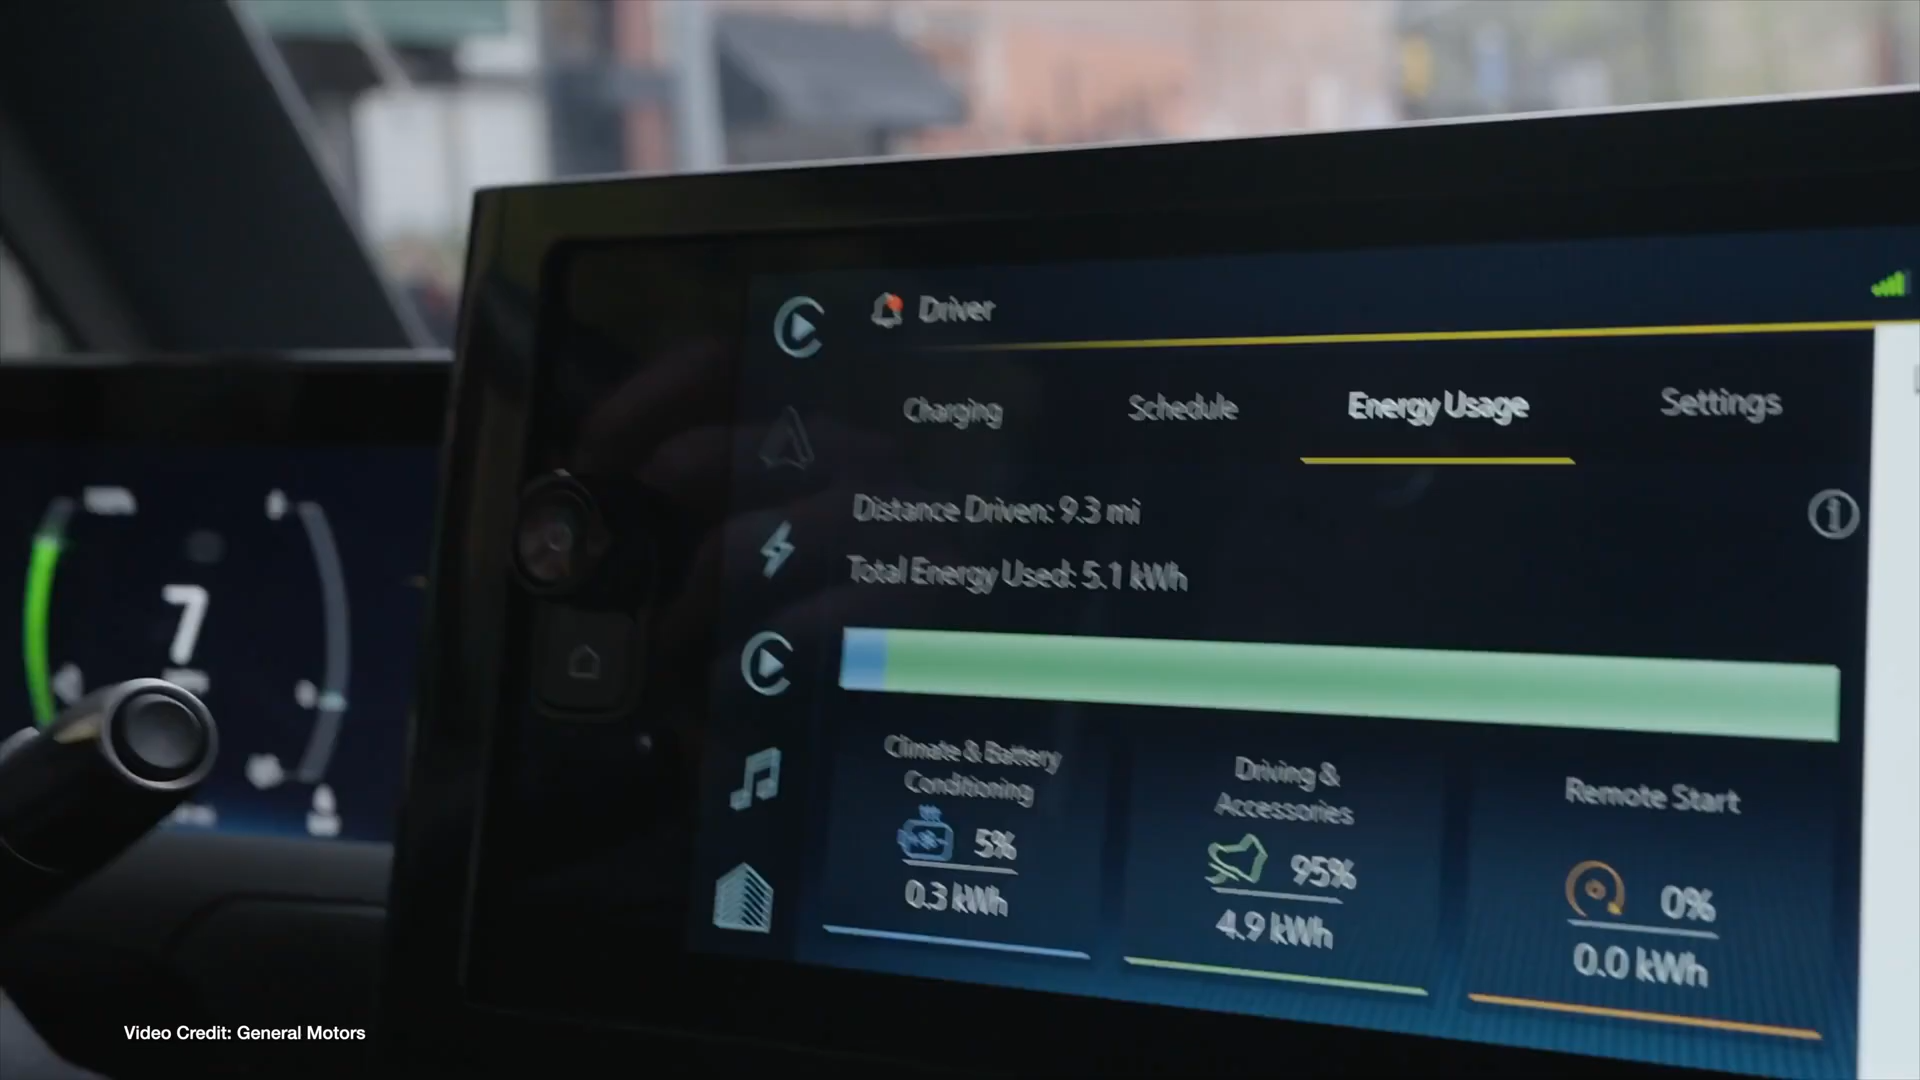 Driver
Charging
Schedule
Energy Usage
Settings
Distance Driven: 9.3 mi
Total Energy Used: 5.1 kWh
Climate & Battery
Conditioning
5%
0.3 kWh
Driving &
Accessories
95%
4.9 kWh
Remote Start
0%
0.0 kWh
7
Video Credit: General Motors